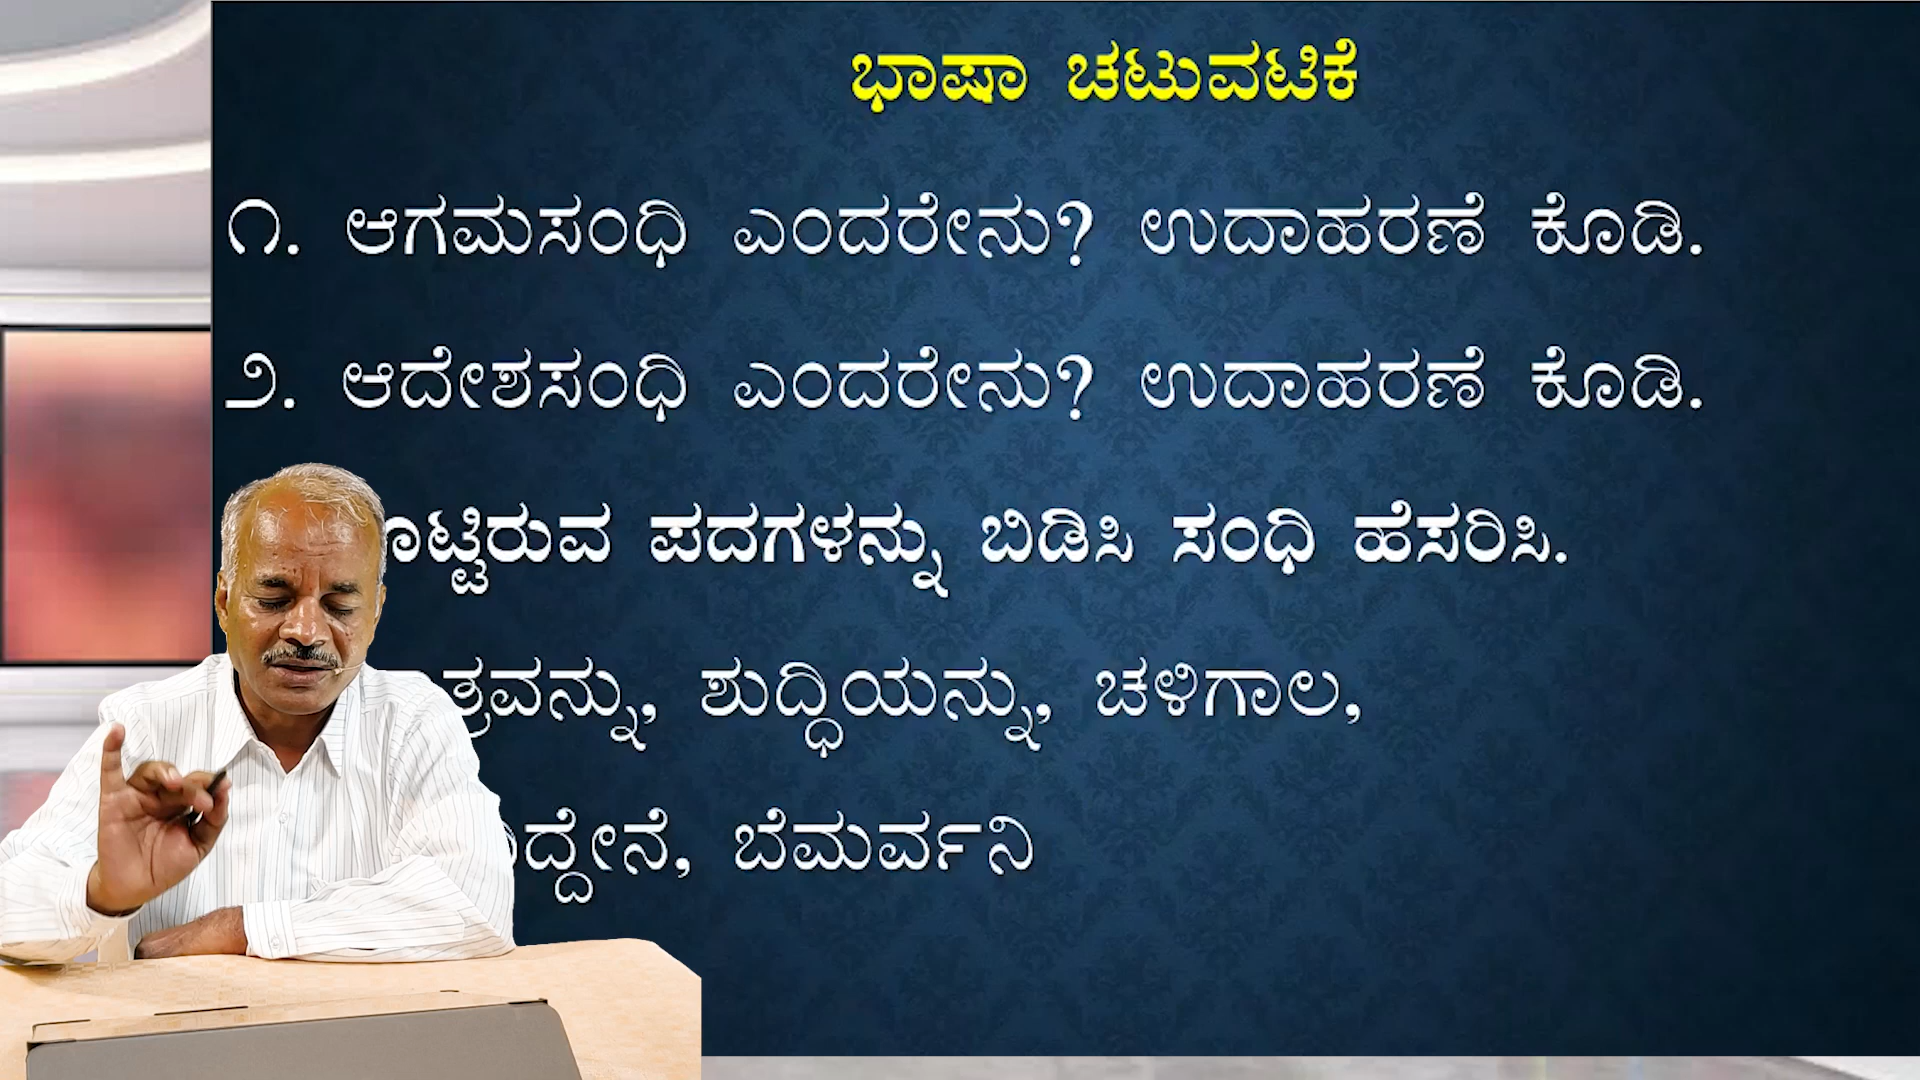 ಭಾಷಾ ಚಟುವಟಿಕೆ
೧. ಆಗಮಸಂಧಿ ಎಂದರೇನು? ಉದಾಹರಣೆ ಕೊಡಿ.
೨. ಆದೇಶಸಂಧಿ ಎಂದರೇನು? ಉದಾಹರಣೆ ಕೊಡಿ.
ಪದಗಳನ್ನು ಬಿಡಿಸಿ ಸಂಧಿ ಹೆಸರಿಸಿ.
ಶುದ್ಧಿಯನ್ನು, ಚಳಿಗಾಲ,
ಬೆಮರ್ವನಿ